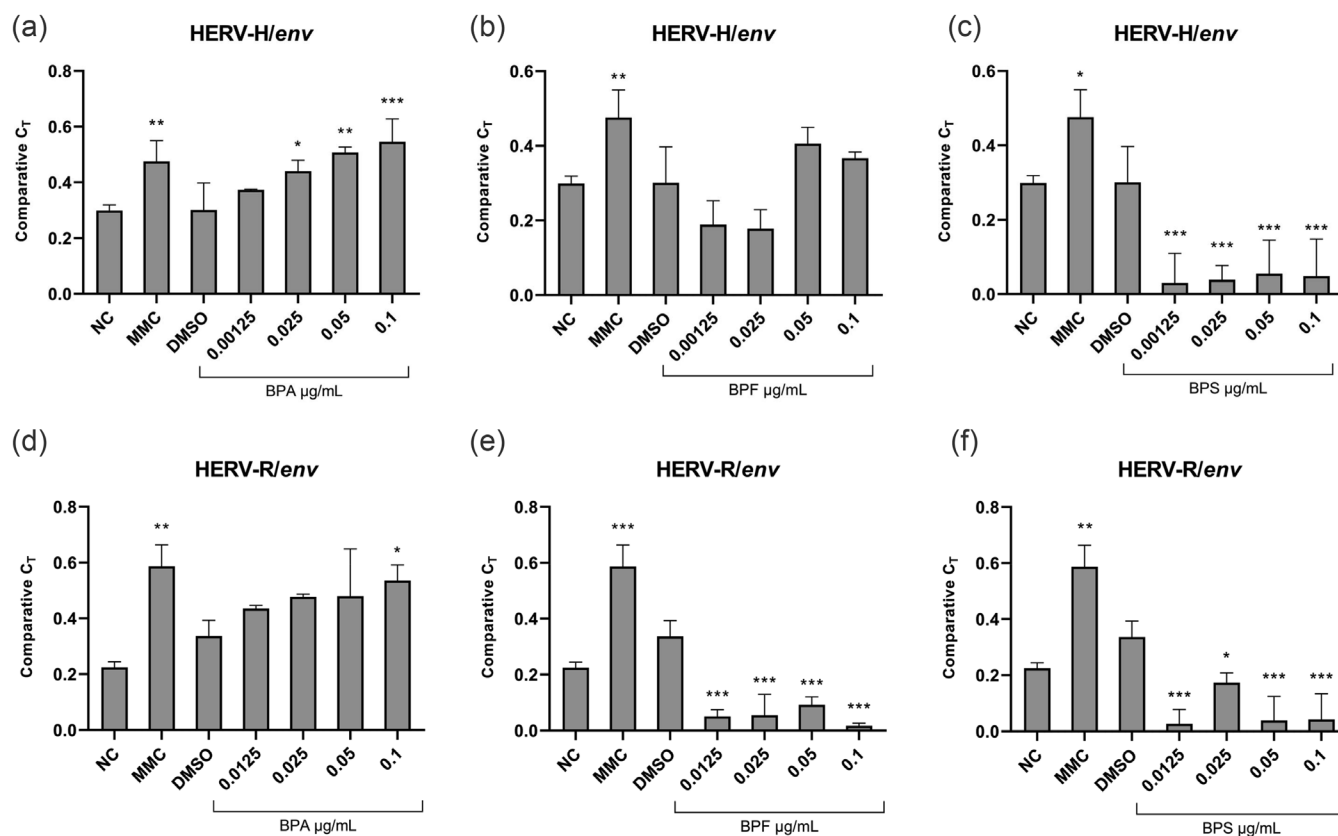 (a)
HERV-H/env
Comparative CT
0.8
0.6
0.4
0.2
0.0
**
*
**
***
NC
MMC
DMSO
0.00125
0.025
0.05
0.1
BPA µg/mL
(b)
HERV-H/env
Comparative CT
0.6
0.4
0.2
0.0
**
NC
MMC
DMSO
0.00125
0.025
0.05
0.1
BPF µg/mL
(c)
HERV-H/env
Comparative CT
0.6
0.4
0.2
0.0
*
***
***
***
***
NC
MMC
DMSO
0.00125
0.025
0.05
0.1
BPS µg/mL
(d)
HERV-R/env
Comparative CT
0.8
0.6
0.4
0.2
0.0
**
*
NC
MMC
DMSO
0.0125
0.025
0.05
0.1
BPA µg/mL
(e)
HERV-R/env
Comparative CT
0.8
0.6
0.4
0.2
0.0
***
***
***
***
***
NC
MMC
DMSO
0.0125
0.025
0.05
0.1
BPF µg/mL
(f)
HERV-R/env
Comparative CT
0.8
0.6
0.4
0.2
0.0
**
***
*
***
***
NC
MMC
DMSO
0.0125
0.025
0.05
0.1
BPS µg/mL